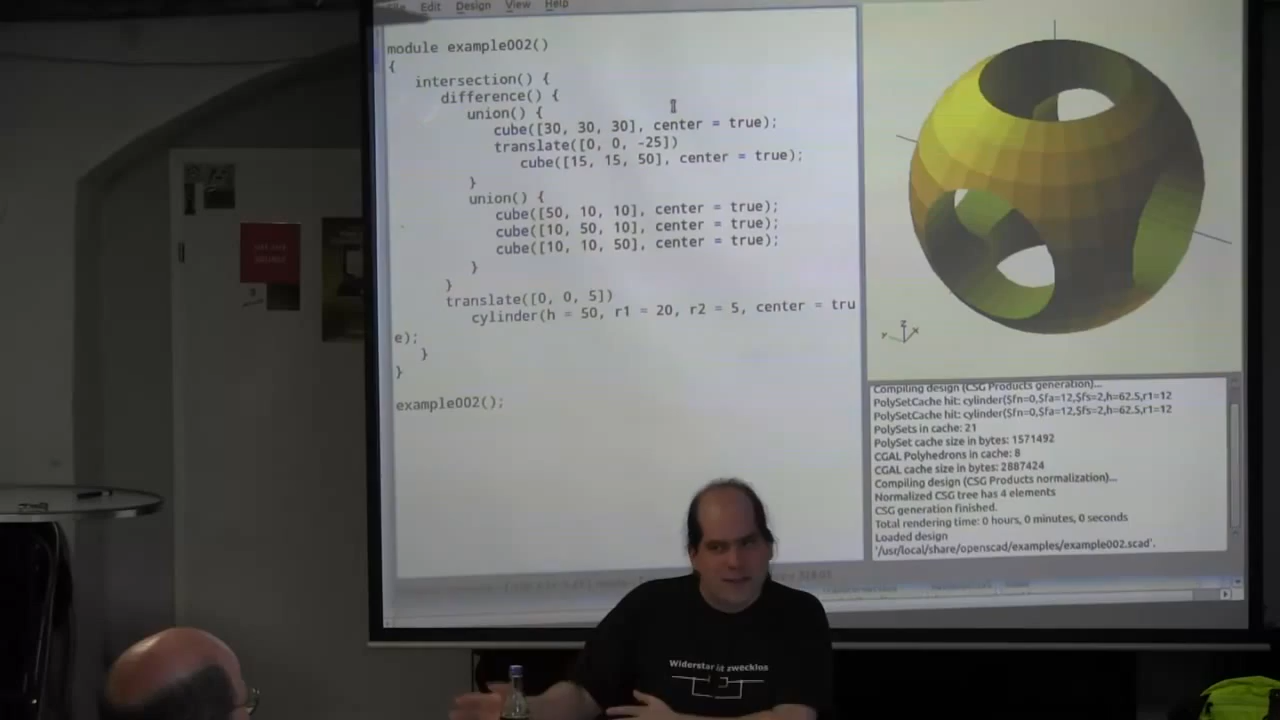 Edit Design View Help
module example002()
{
intersection() {
difference() {
union() {
cube([30, 30, 30], center = true);
translate([0, 0, -25])
cube([15, 15, 50], center = true);
}
union() {
cube([50, 10, 10], center = true);
cube([10, 50, 10], center = true);
cube([10, 10, 50], center = true);
}
}
translate([0, 0, 5])
cylinder(h = 50, r1 = 20, r2 = 5, center = tru
e);
}
}
example002();
Z
Y X
Compiling design (CSG Products generation)...
PolySetCache hit: cylinder($fn=0,$fa=12,$fs=2,h=62.5,r1=12
PolySetCache hit: cylinder($fn=0,$fa=12,$fs=2,h=62.5,r1=12
PolySets in cache: 21
PolySet cache size in bytes: 1571492
CGAL Polyhedrons in cache: 8
CGAL cache size in bytes: 2887424
Compiling design (CSG Products normalization)...
Normalized CSG tree has 4 elements
CSG generation finished.
Total rendering time: 0 hours, 0 minutes, 0 seconds
Loaded design
'/usr/local/share/openscad/examples/example002.scad'.
Widerstand ist zwecklos